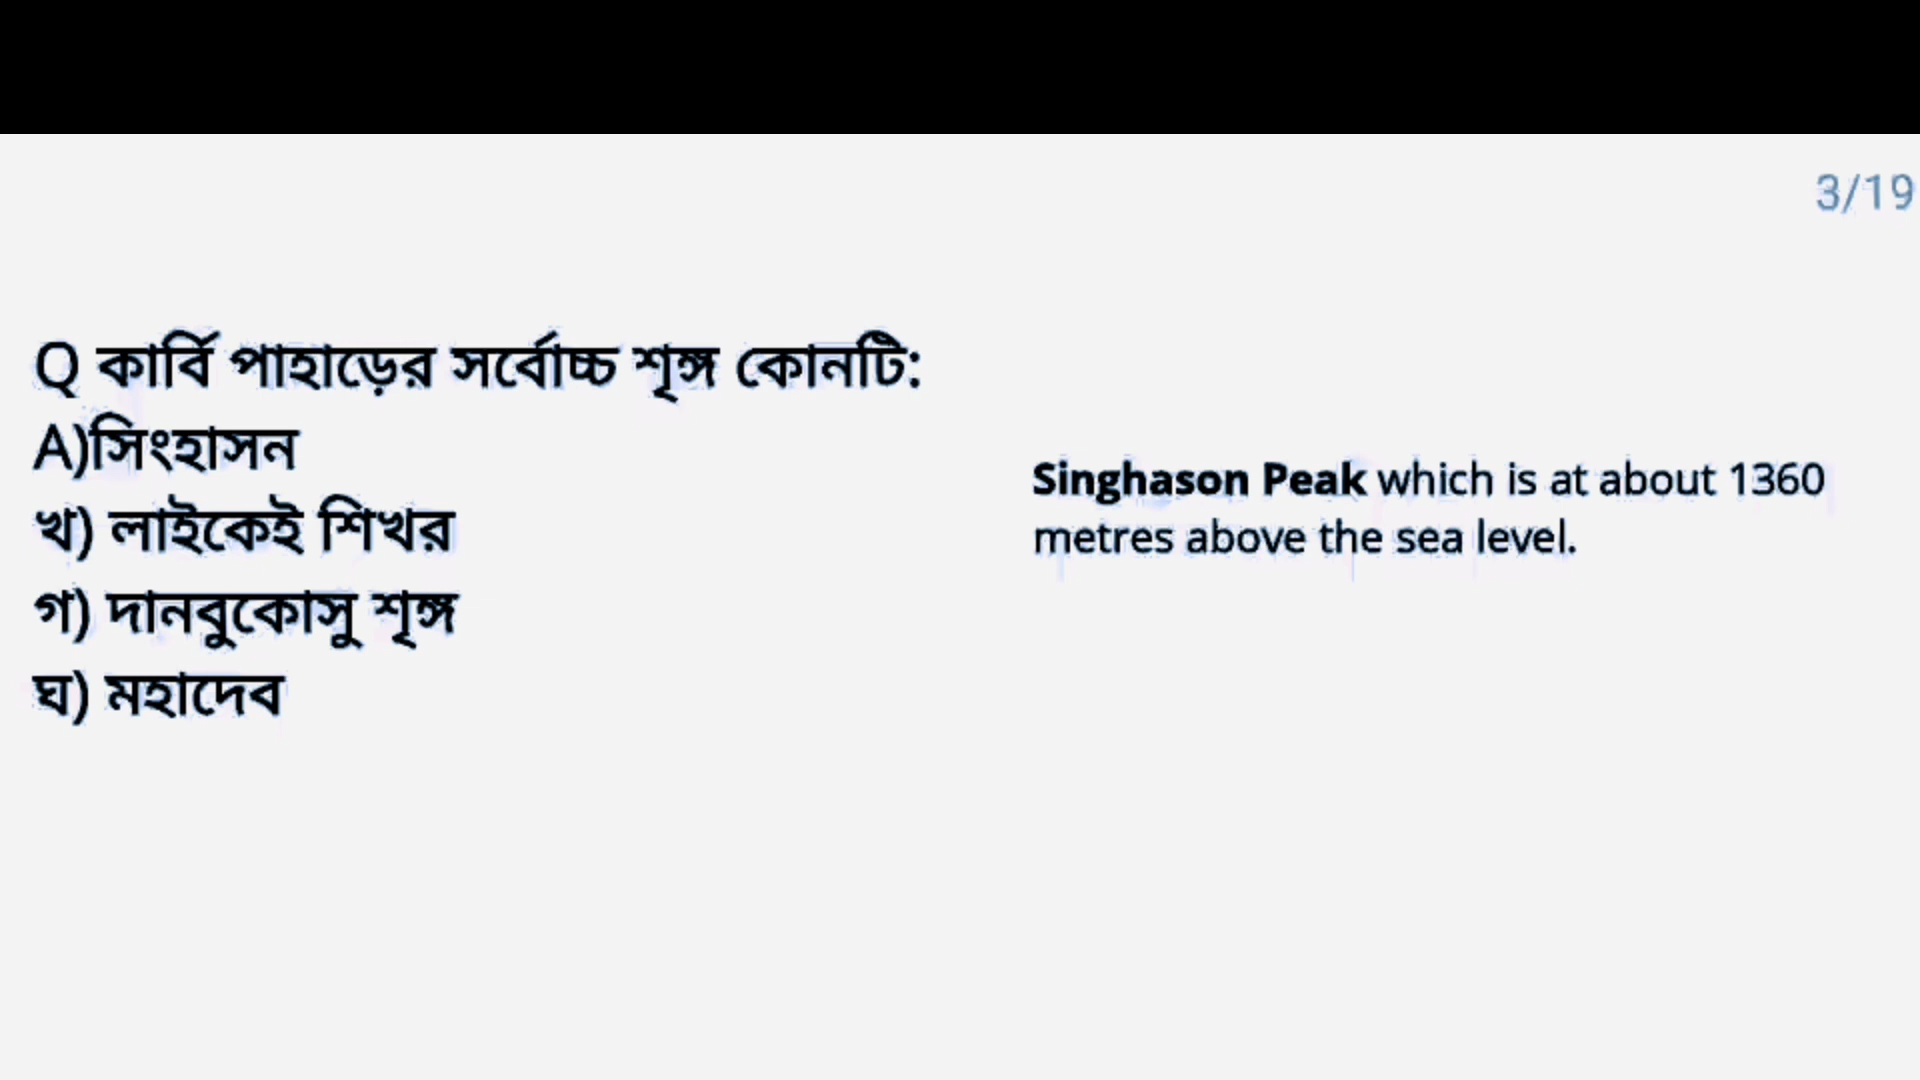 3/19
Q কার্বি পাহাড়ের সর্বোচ্চ শৃঙ্গ কোনটি:
A)সিংহাসন
খ) লাইকেই শিখর
গ) দানবুকোসু শৃঙ্গ
ঘ) মহাদেব
Singhason Peak which is at about 1360
metres above the sea level.